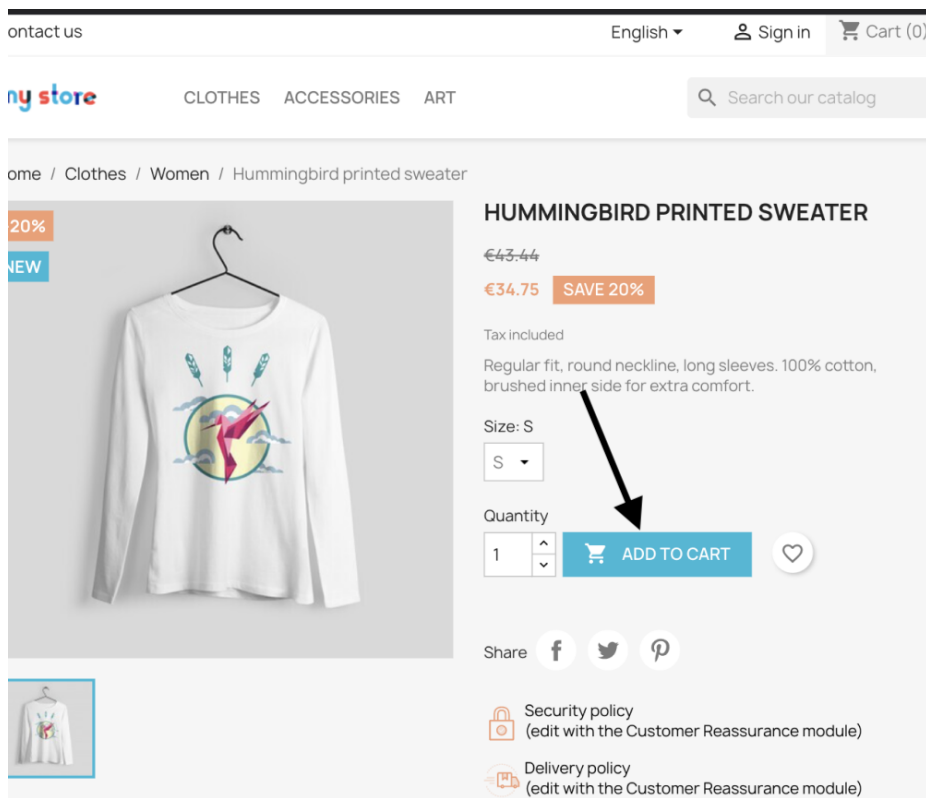 ontact us
English
Sign in
Cart (0)
my store
CLOTHES
ACCESSORIES
ART
Search our catalog
ome / Clothes / Women / Hummingbird printed sweater
20%
NEW
HUMMINGBIRD PRINTED SWEATER
€43.44
€34.75
SAVE 20%
Tax included
Regular fit, round neckline, long sleeves. 100% cotton,
brushed inner side for extra comfort.
Size: S
S
Quantity
1
ADD TO CART
Share
Security policy
(edit with the Customer Reassurance module)
Delivery policy
(edit with the Customer Reassurance module)